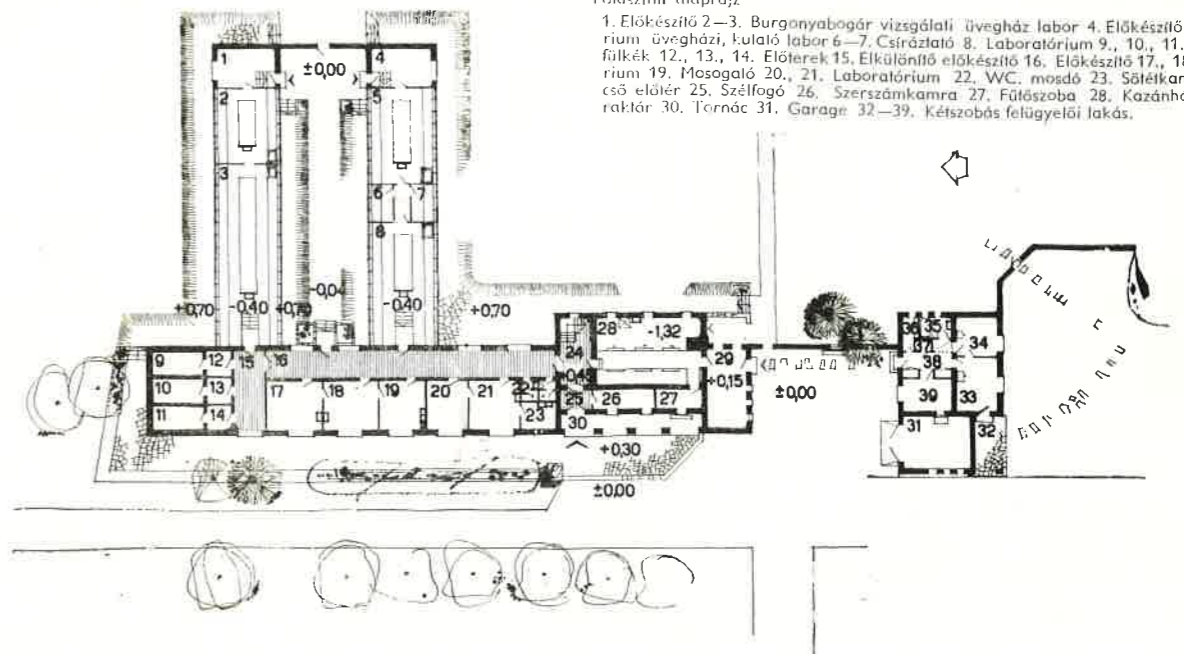 Földszinti alaprajz
1. Előkészítő 2—3. Burgonyabogár vizsgálati üvegház labor 4. Előkészítő
rium üvegházi, kutató labor 6—7. Csíráztató 8. Laboratórium 9., 10., 11.
fülkék 12., 13., 14. Előterek 15. Elkülönítő előkészítő 16. Előkészítő 17., 18
rium 19. Mosogató 20., 21. Laboratórium 22. WC. mosdó 23. Sötétkam
cső előtér 25. Szélfogó 26. Szerszámkamra 27. Fűtőszoba 28. Kazánhá
raktár 30. Tornác 31. Garage 32—39. Kétszobás felügyelői lakás.
1 ±0,00 4
2 5
3
6 7
8
+0,70 -0,40 +0,70 -0,04 -0,40 +0,70
28 -1,32
24 29
36 35
37 34
38
9 12 15 16
+0,15
±0,00
10 13 17 18 19 20 21 22
25 26 27
39 33
11 14 23
30
31 32
+0,30
±0,00